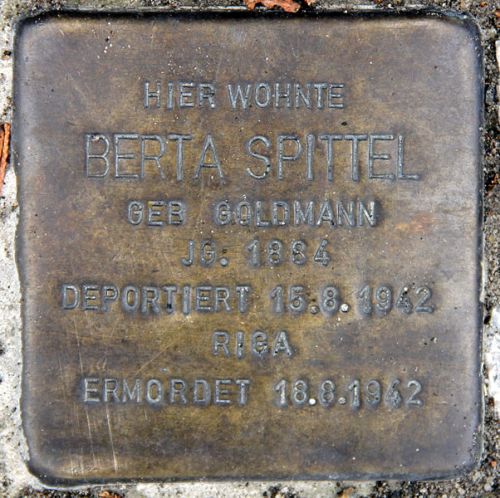 HIER WOHNTE
BERTA SPITTEL
GEB GOLDMANN
JG: 1884
DEPORTIERT 15.8.1942
RIGA
ERMORDET 18.8.1942